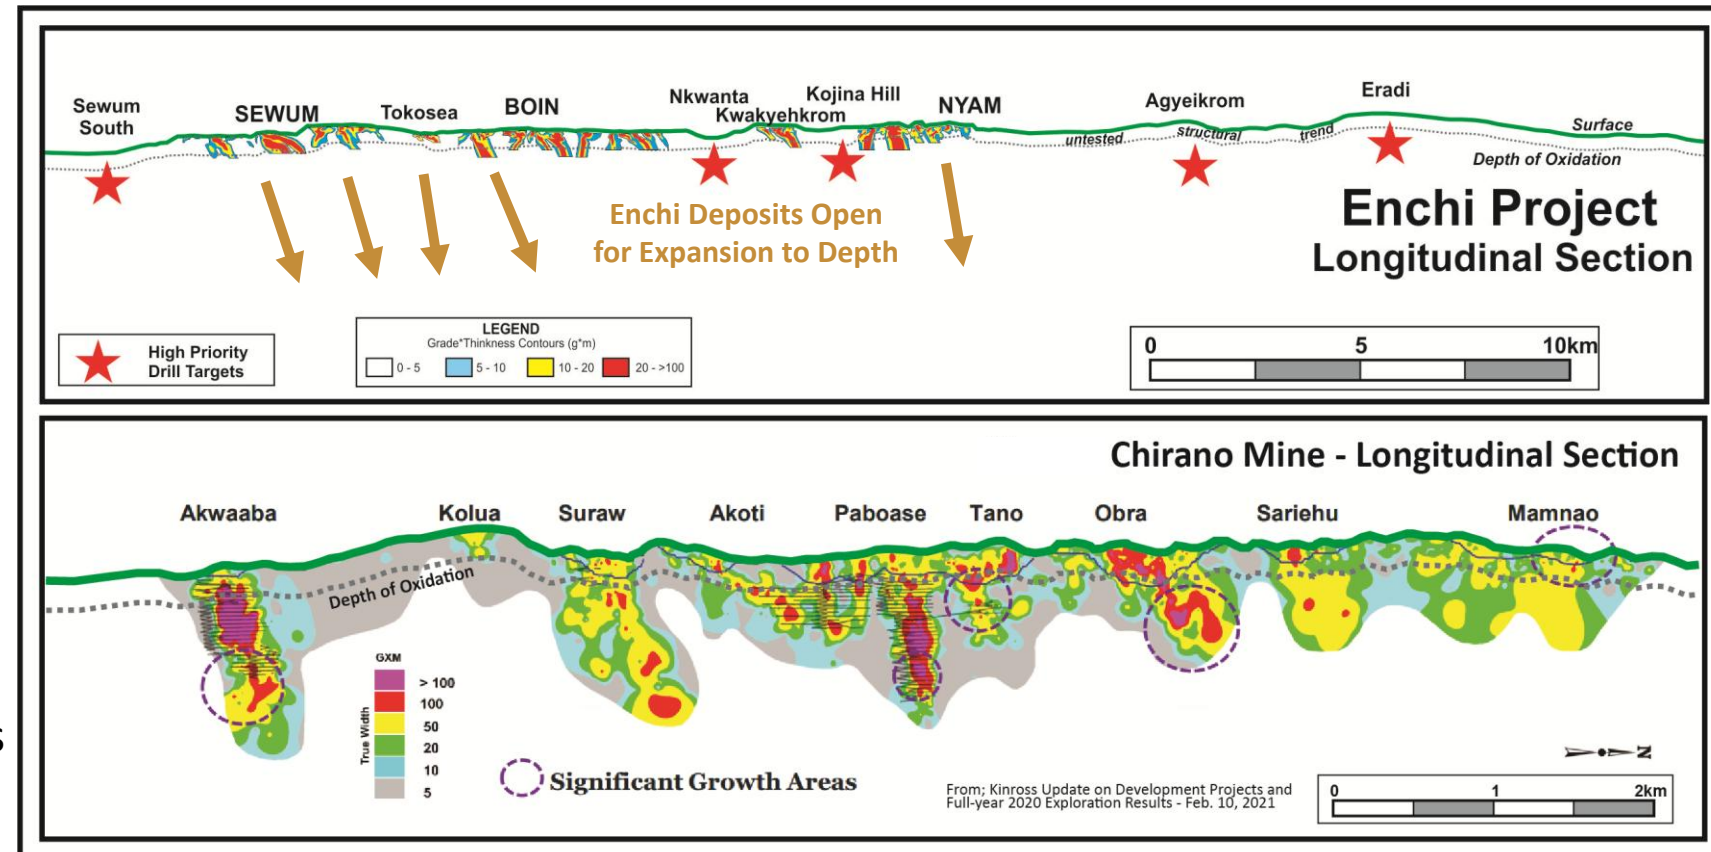 Sewum
South
SEWUM
Tokosea
BOIN
Nkwanta
Kwakyehkrom
Kojina Hill
NYAM
Agyeikrom
Eradi
untested
structural
trend
Surface
Depth of Oxidation
Enchi Deposits Open
for Expansion to Depth
Enchi Project
Longitudinal Section
High Priority
Drill Targets
LEGEND
Grade*Thinkness Contours (g*m)
0 - 5
5 - 10
10 - 20
20 - >100
0
5
10km
Chirano Mine - Longitudinal Section
Akwaaba
Kolua
Suraw
Akoti
Paboase
Tano
Obra
Sariehu
Mamnao
Depth of Oxidation
GXM
True Width
> 100
100
50
20
10
5
Significant Growth Areas
From; Kinross Update on Development Projects and
Full-year 2020 Exploration Results - Feb. 10, 2021
N
0
1
2km
s